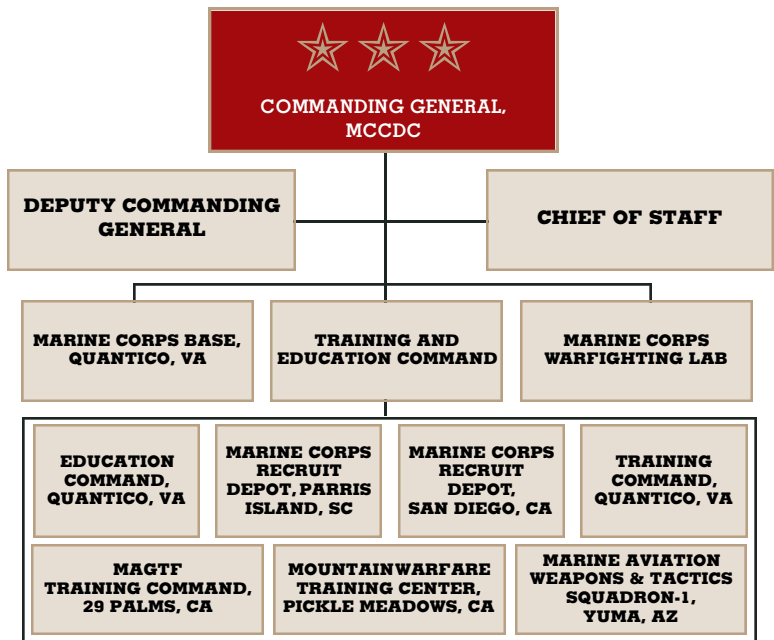 COMMANDING GENERAL,
MCCDC
DEPUTY COMMANDING
GENERAL
CHIEF OF STAFF
MARINE CORPS BASE,
QUANTICO, VA
TRAINING AND
EDUCATION COMMAND
MARINE CORPS
WARFIGHTING LAB
EDUCATION
COMMAND,
QUANTICO, VA
MARINE CORPS
RECRUIT
DEPOT, PARRIS
ISLAND, SC
MARINE CORPS
RECRUIT
DEPOT,
SAN DIEGO, CA
TRAINING
COMMAND,
QUANTICO, VA
MAGTF
TRAINING COMMAND,
29 PALMS, CA
MOUNTAINWARFARE
TRAINING CENTER,
PICKLE MEADOWS, CA
MARINE AVIATION
WEAPONS & TACTICS
SQUADRON-1,
YUMA, AZ